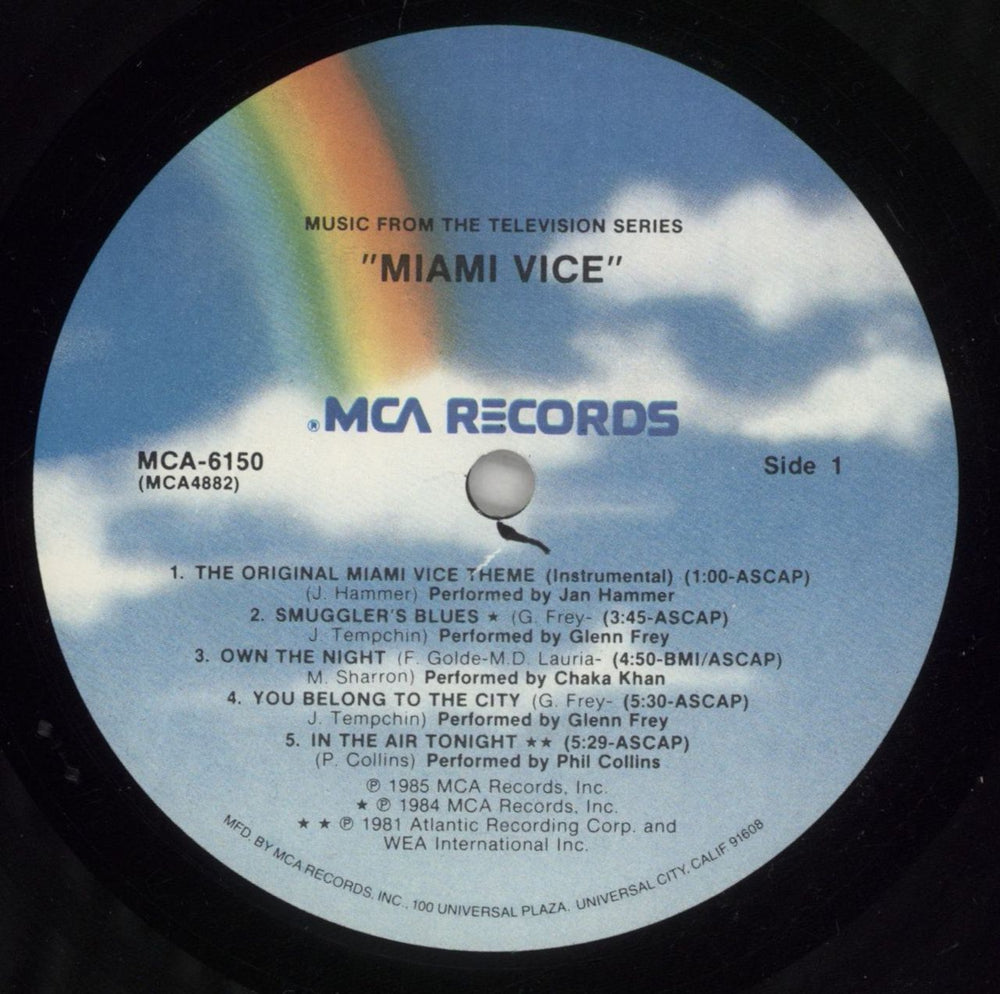 MUSIC FROM THE TELEVISION SERIES
"MIAMI VICE"
®MCA RECORDS
MCA-6150
(MCA4882)
Side 1
1. THE ORIGINAL MIAMI VICE THEME (Instrumental) (1:00-ASCAP)
(J. Hammer) Performed by Jan Hammer
2. SMUGGLER'S BLUES ★ (G. Frey- (3:45-ASCAP)
J. Tempchin) Performed by Glenn Frey
3. OWN THE NIGHT (F. Golde-M.D. Lauria- (4:50-BMI/ASCAP)
M. Sharron) Performed by Chaka Khan
4. YOU BELONG TO THE CITY (G. Frey- (5:30-ASCAP)
J. Tempchin) Performed by Glenn Frey
5. IN THE AIR TONIGHT ★★ (5:29-ASCAP)
(P. Collins) Performed by Phil Collins
℗ 1985 MCA Records, Inc.
★ ℗ 1984 MCA Records, Inc.
★ ★ ℗ 1981 Atlantic Recording Corp. and
WEA International Inc.
MFD. BY MCA RECORDS, INC., 100 UNIVERSAL PLAZA. UNIVERSAL CITY, CALIF 91608